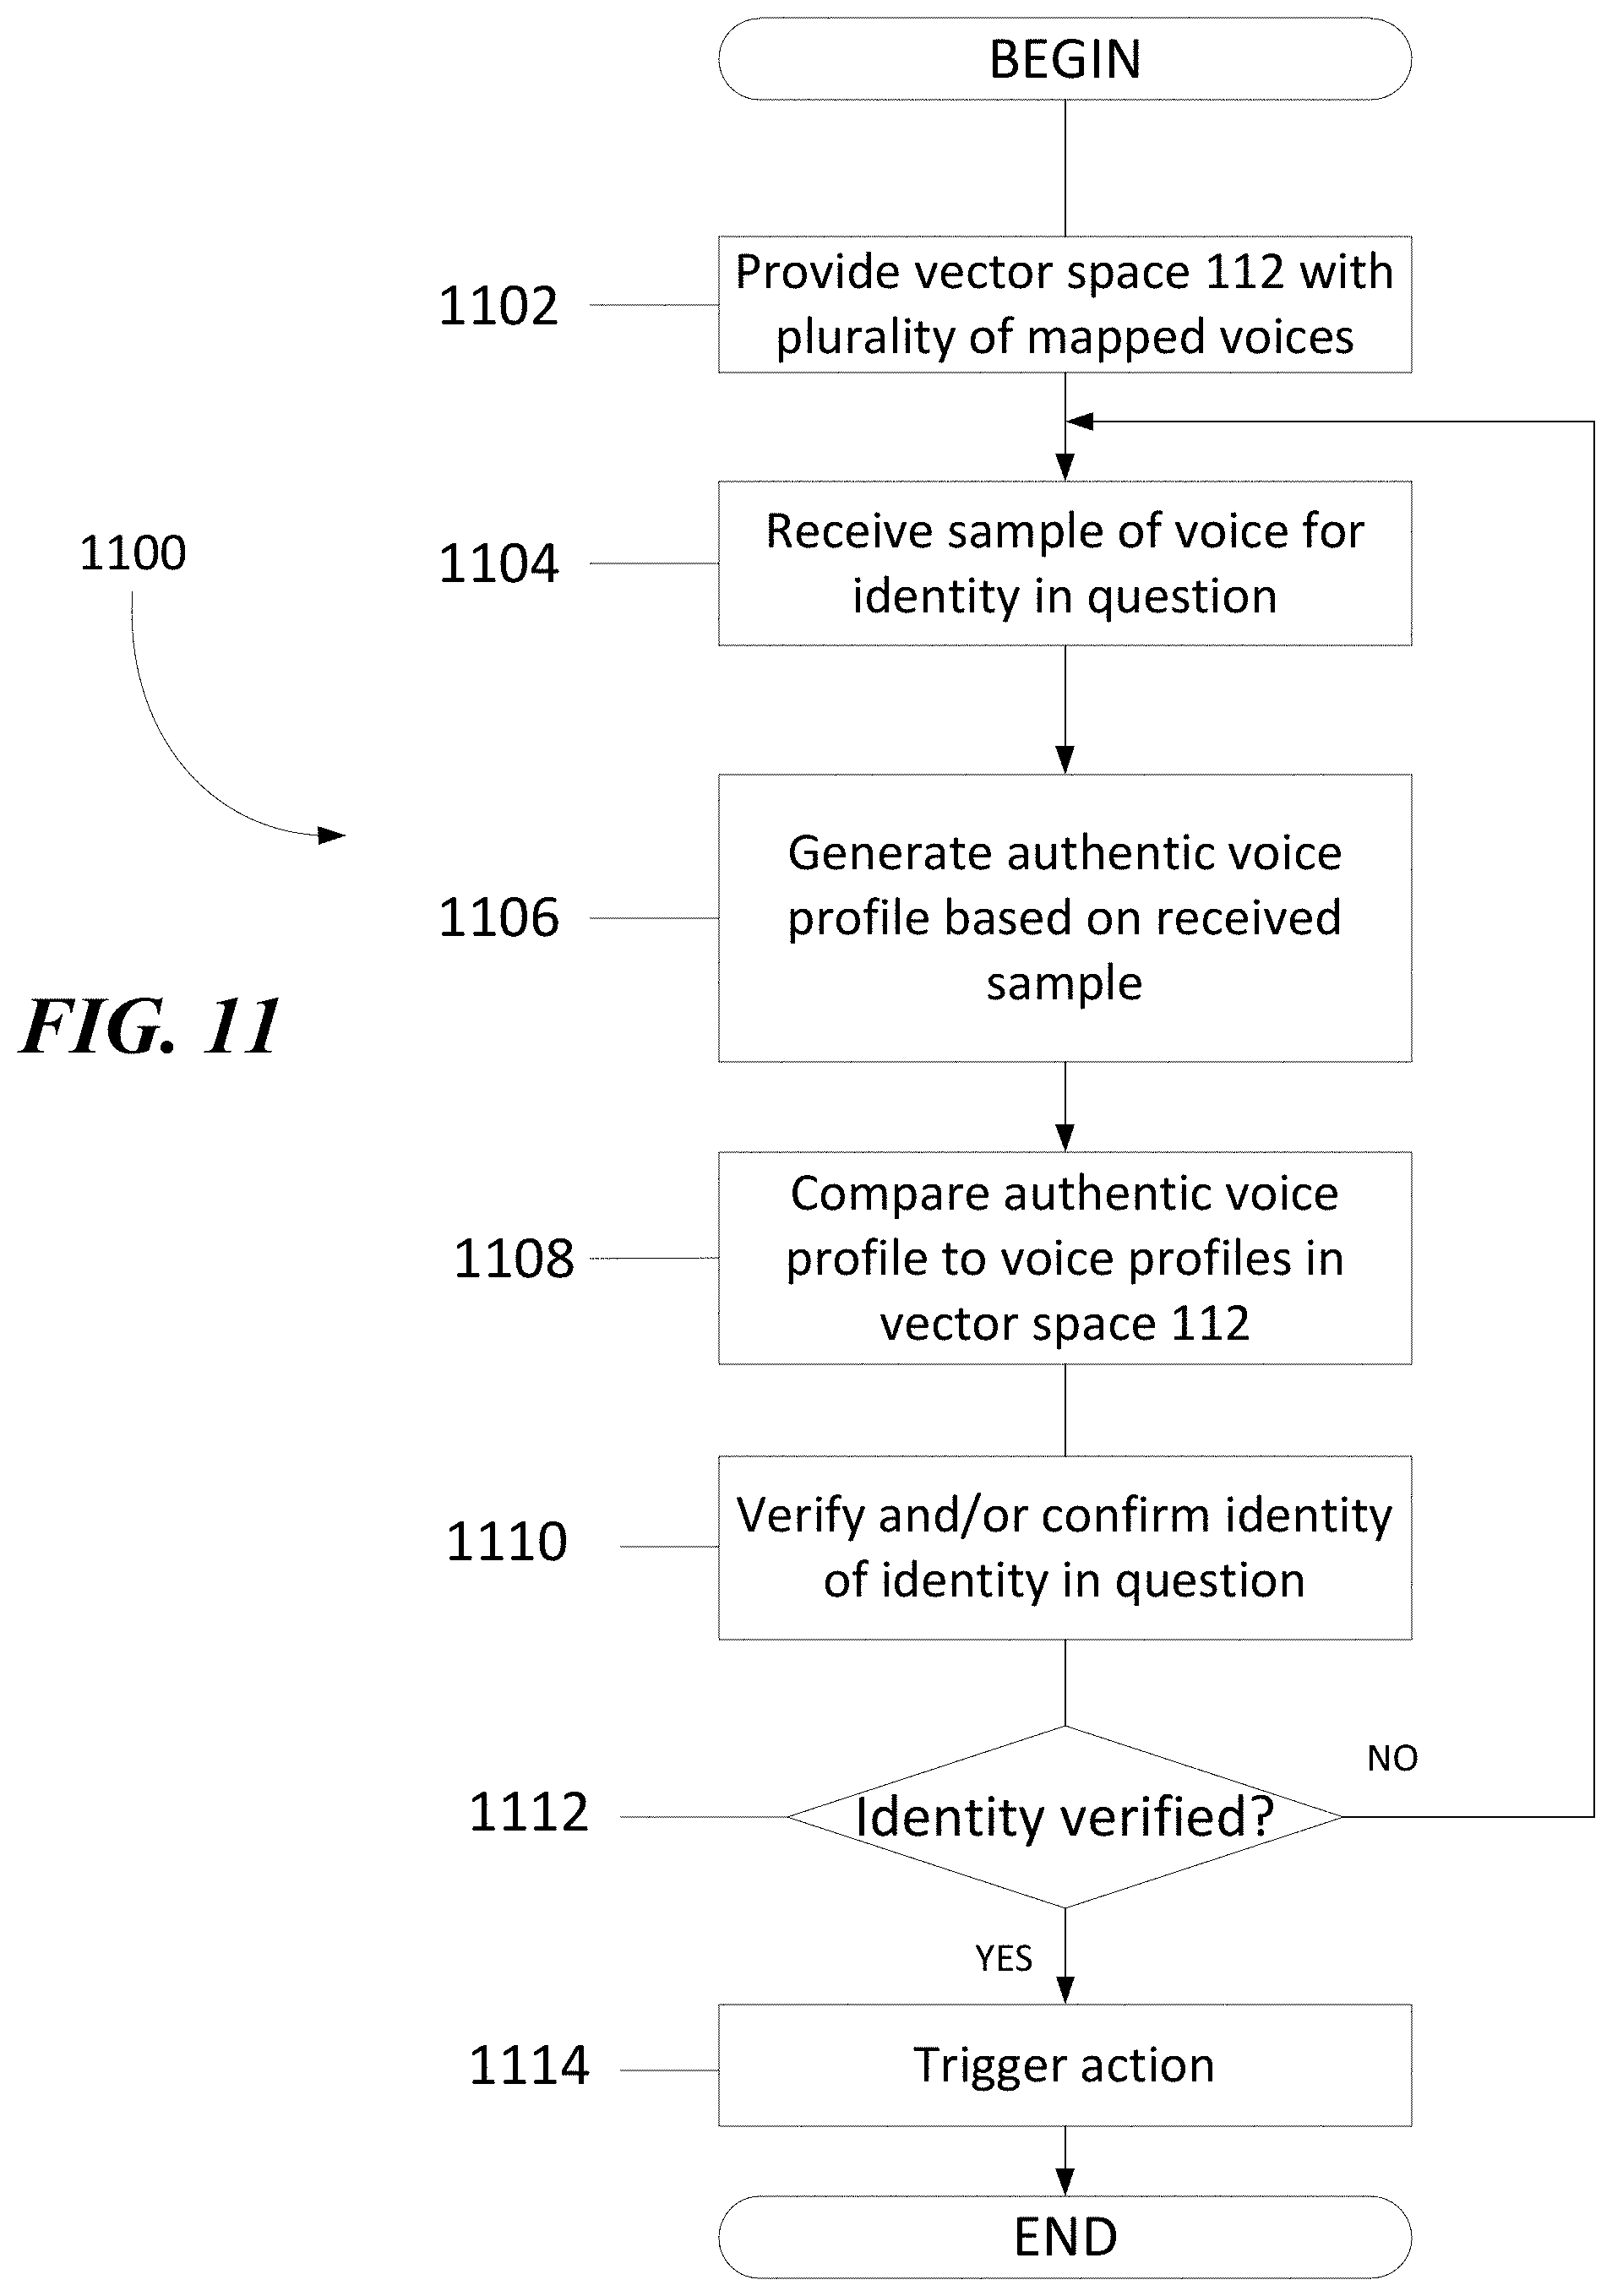 BEGIN
1102
Provide vector space 112 with
plurality of mapped voices
1100
1104
Receive sample of voice for
identity in question
1106
Generate authentic voice
profile based on received
sample
FIG. 11
1108
Compare authentic voice
profile to voice profiles in
vector space 112
1110
Verify and/or confirm identity
of identity in question
NO
1112
Identity verified?
YES
1114
Trigger action
END